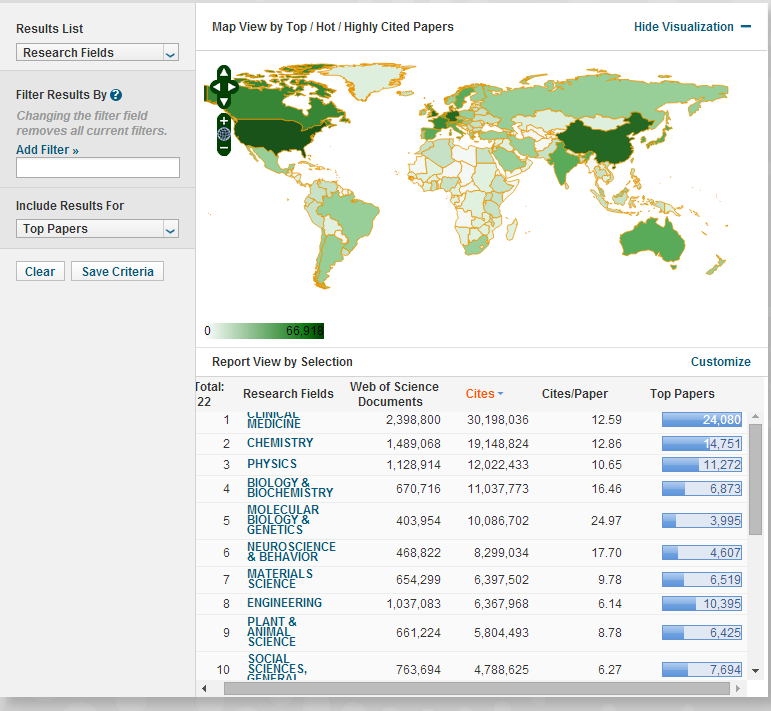 Results List
Research Fields
Filter Results By ?
Changing the filter field
removes all current filters.
Add Filter »
Include Results For
Top Papers
Clear Save Criteria
Map View by Top / Hot / Highly Cited Papers Hide Visualization −
+
−
0 66,918
Report View by Selection Customize
Total:
22
Research Fields
Web of Science
Documents
Cites
Cites/Paper
Top Papers
1 CLINICAL
MEDICINE 2,398,800 30,198,036 12.59 24,080
2 CHEMISTRY 1,489,068 19,148,824 12.86 14,751
3 PHYSICS 1,128,914 12,022,433 10.65 11,272
4 BIOLOGY &
BIOCHEMISTRY 670,716 11,037,773 16.46 6,873
5 MOLECULAR
BIOLOGY &
GENETICS 403,954 10,086,702 24.97 3,995
6 NEUROSCIENCE
& BEHAVIOR 468,822 8,299,034 17.70 4,607
7 MATERIALS
SCIENCE 654,299 6,397,502 9.78 6,519
8 ENGINEERING 1,037,083 6,367,968 6.14 10,395
9 PLANT &
ANIMAL
SCIENCE 661,224 5,804,493 8.78 6,425
10 SOCIAL
SCIENCES,
GENERAL 763,694 4,788,625 6.27 7,694